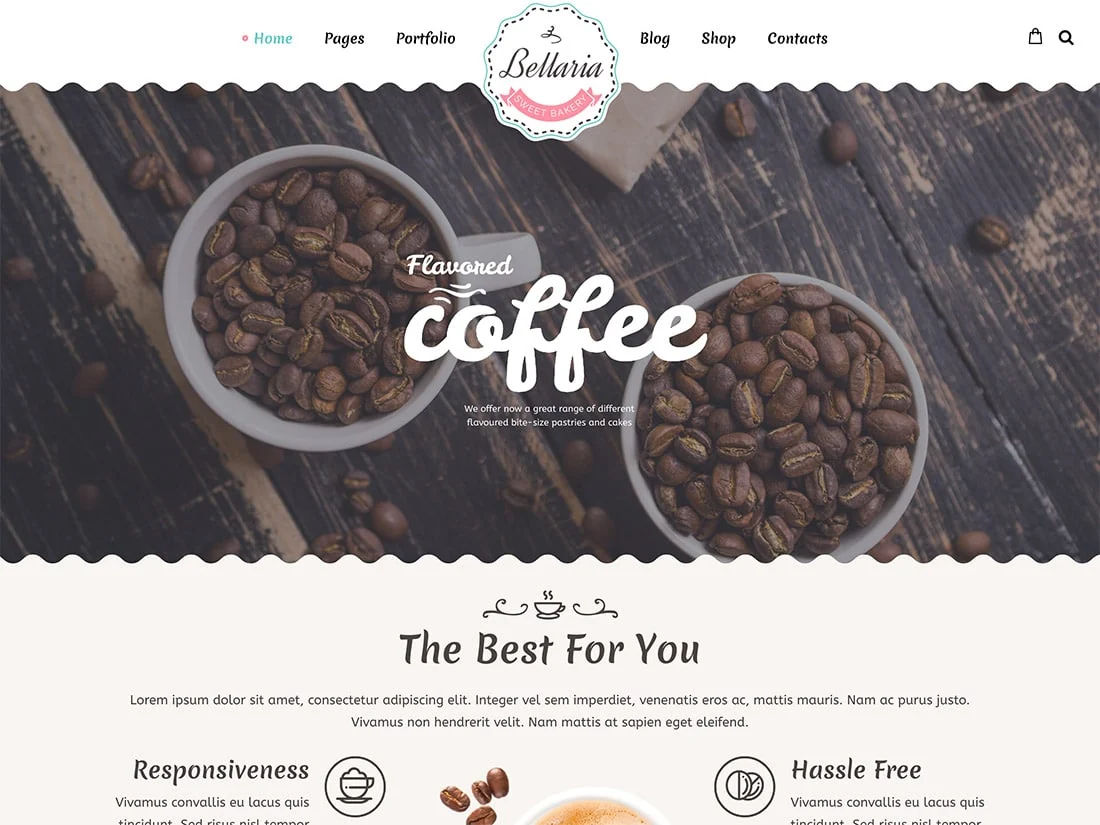 Home Pages Portfolio
Bellaria
SWEET BAKERY
Blog Shop Contacts
Flavored
coffee
We offer now a great range of different
flavoured bite-size pastries and cakes
The Best For You
Lorem ipsum dolor sit amet, consectetur adipiscing elit. Integer vel sem imperdiet, venenatis eros ac, mattis mauris. Nam ac purus justo.
Vivamus non hendrerit velit. Nam mattis at sapien eget eleifend.
Responsiveness
Vivamus convallis eu lacus quis
tincidunt. Sed risus nisl tempor
Hassle Free
Vivamus convallis eu lacus quis
tincidunt. Sed risus nisl tempor